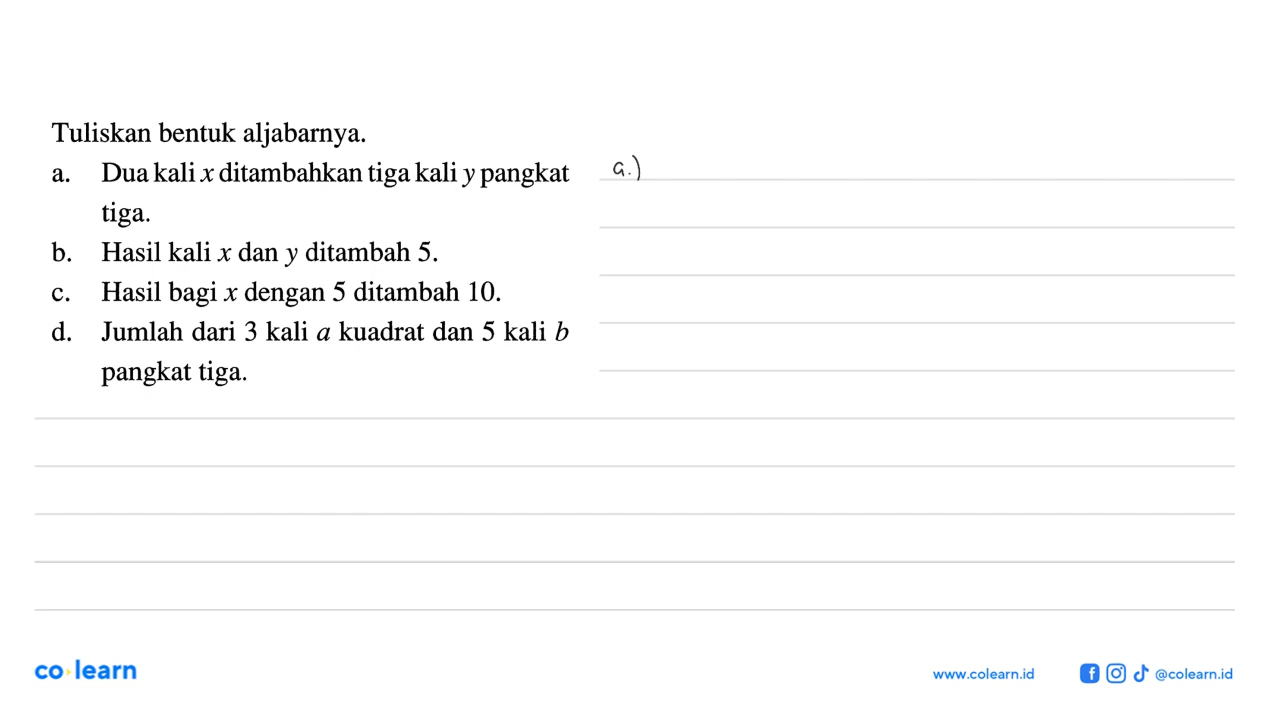 Tuliskan bentuk aljabarnya.
a. Dua kali x ditambahkan tiga kali y pangkat
tiga.
b. Hasil kali x dan y ditambah 5.
c. Hasil bagi x dengan 5 ditambah 10.
d. Jumlah dari 3 kali a kuadrat dan 5 kali b
pangkat tiga.
a.)
co learn
www.colearn.id
@colearn.id